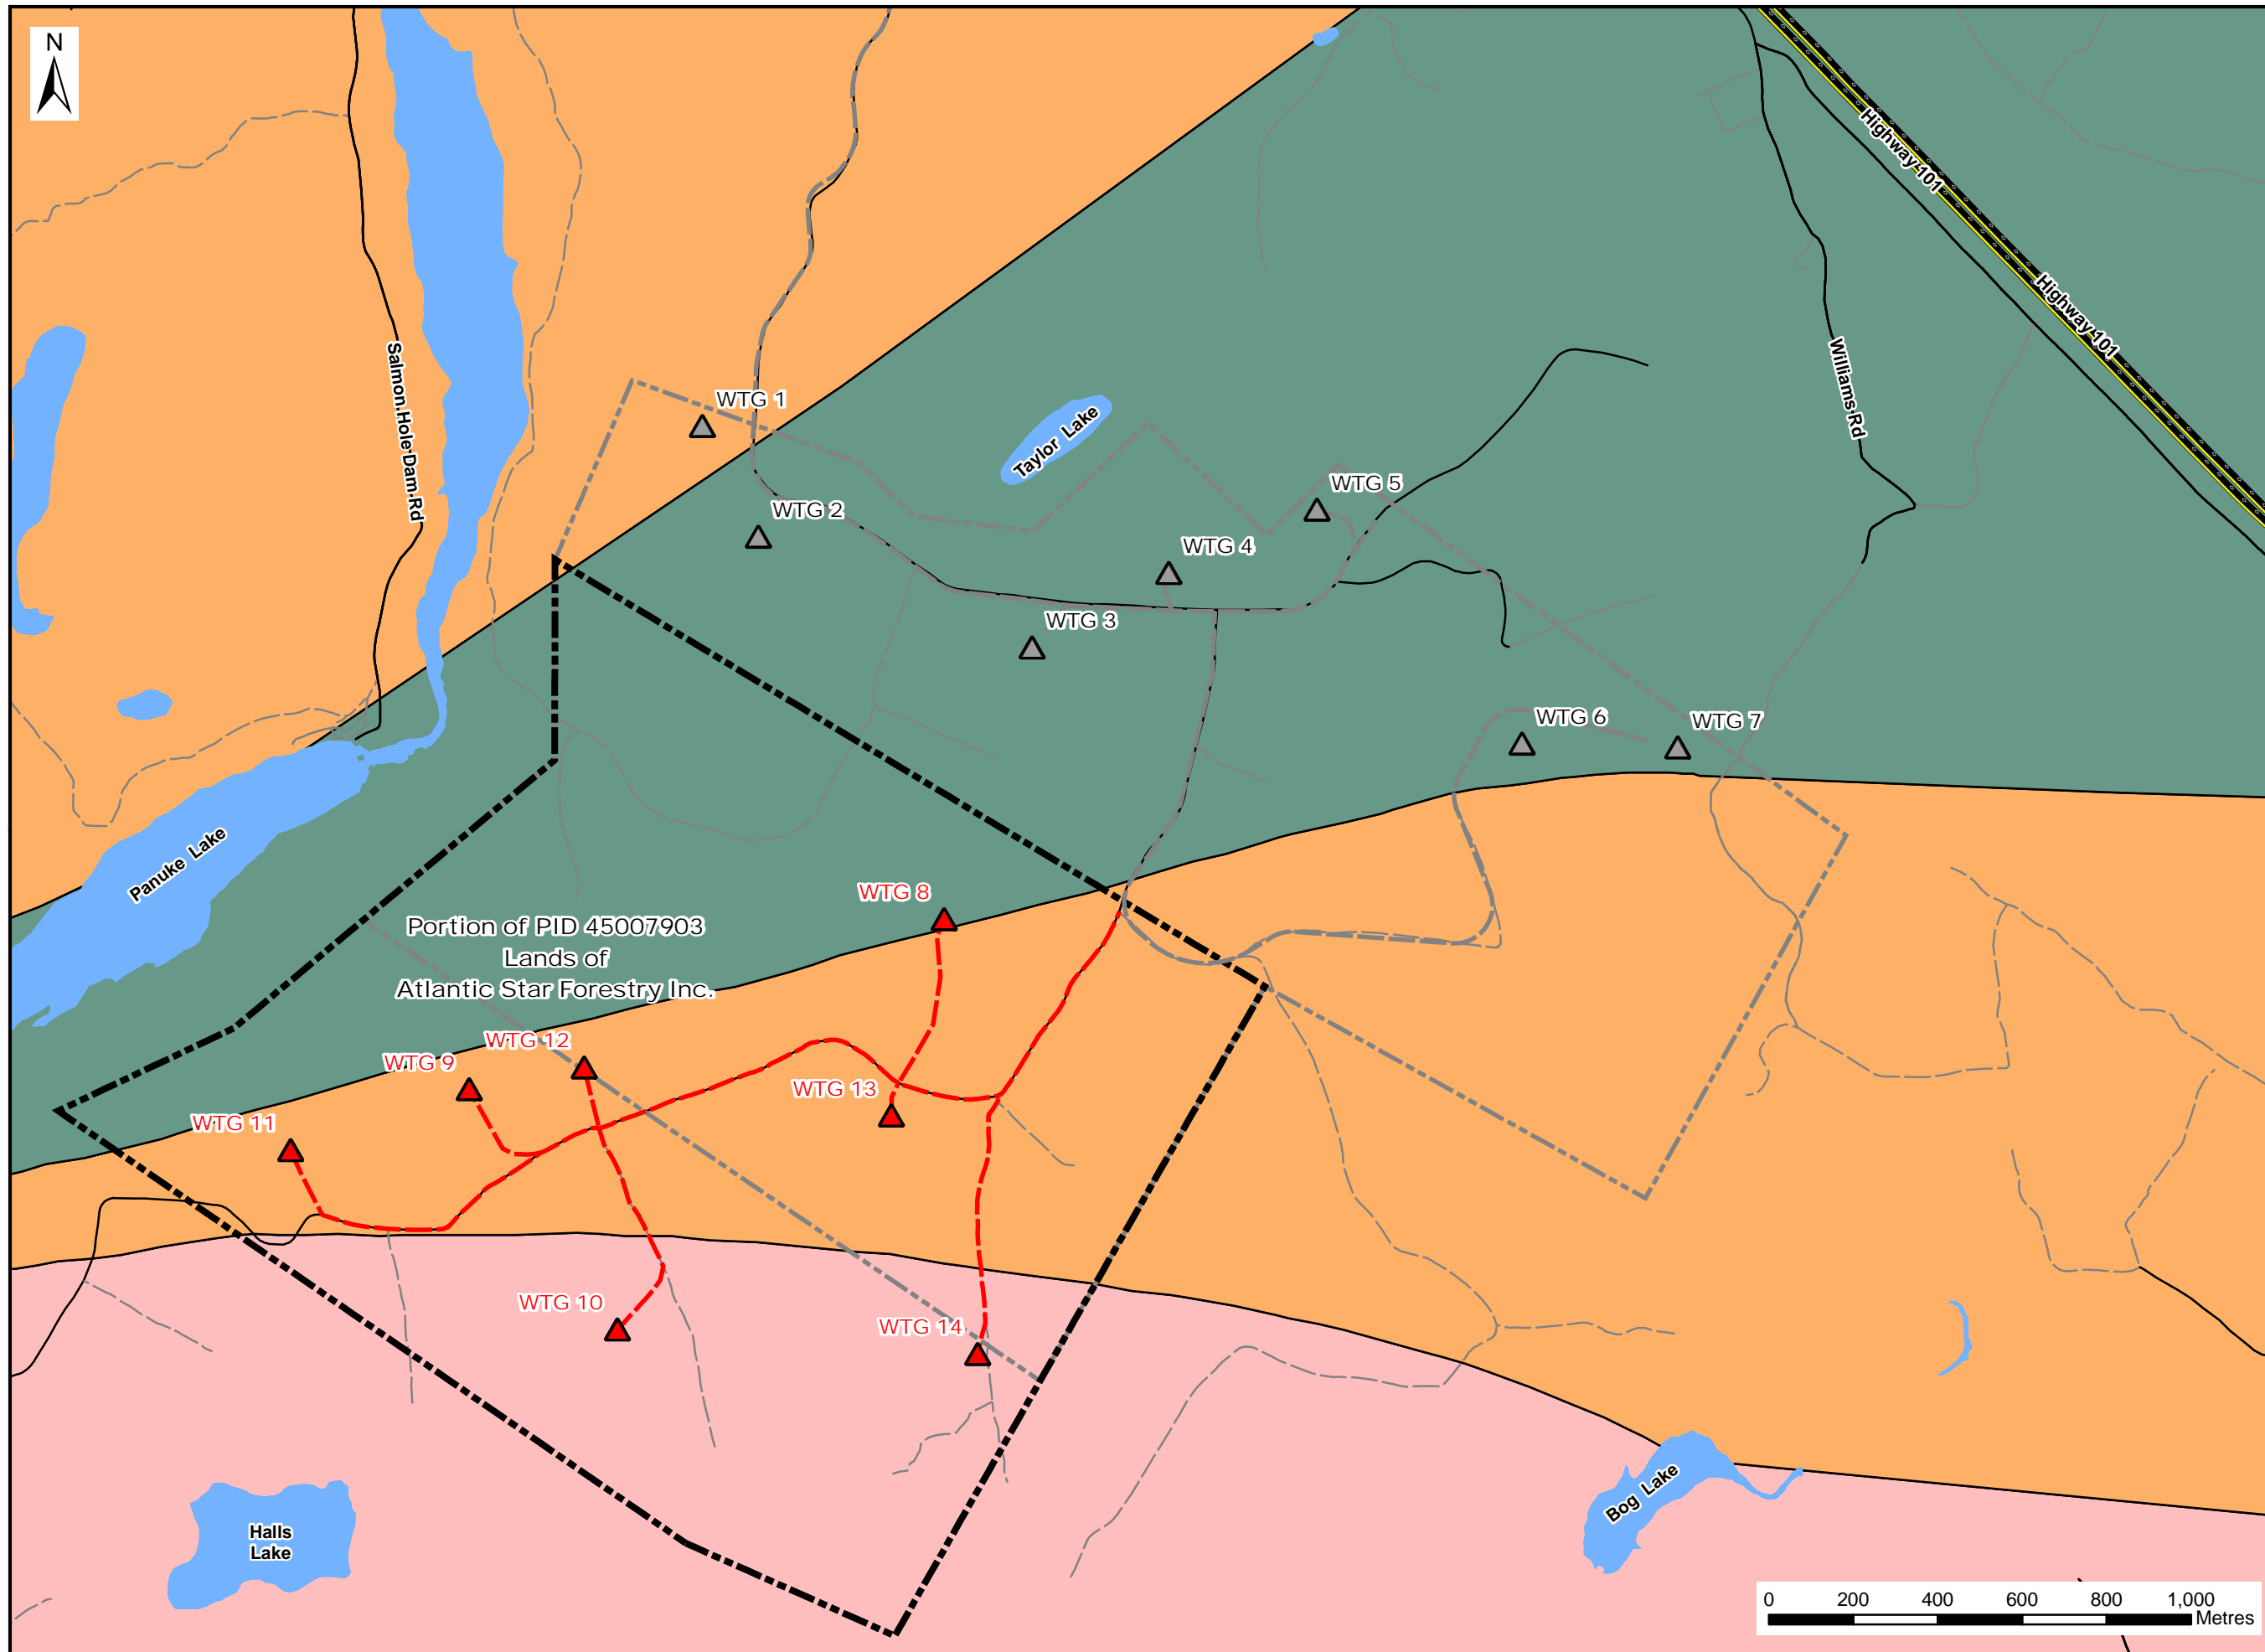 N
Highway 101
Highway 101
Salmon Hole Dam Rd
Williams Rd
WTG 1
Taylor Lake
WTG 5
WTG 2
WTG 4
WTG 3
WTG 6
WTG 7
Panuke Lake
WTG 8
Portion of PID 45007903
Lands of
Atlantic Star Forestry Inc.
WTG 12
WTG 9
WTG 13
WTG 11
WTG 10
WTG 14
Bog Lake
Halls
Lake
0 200 400 600 800 1,000
Metres